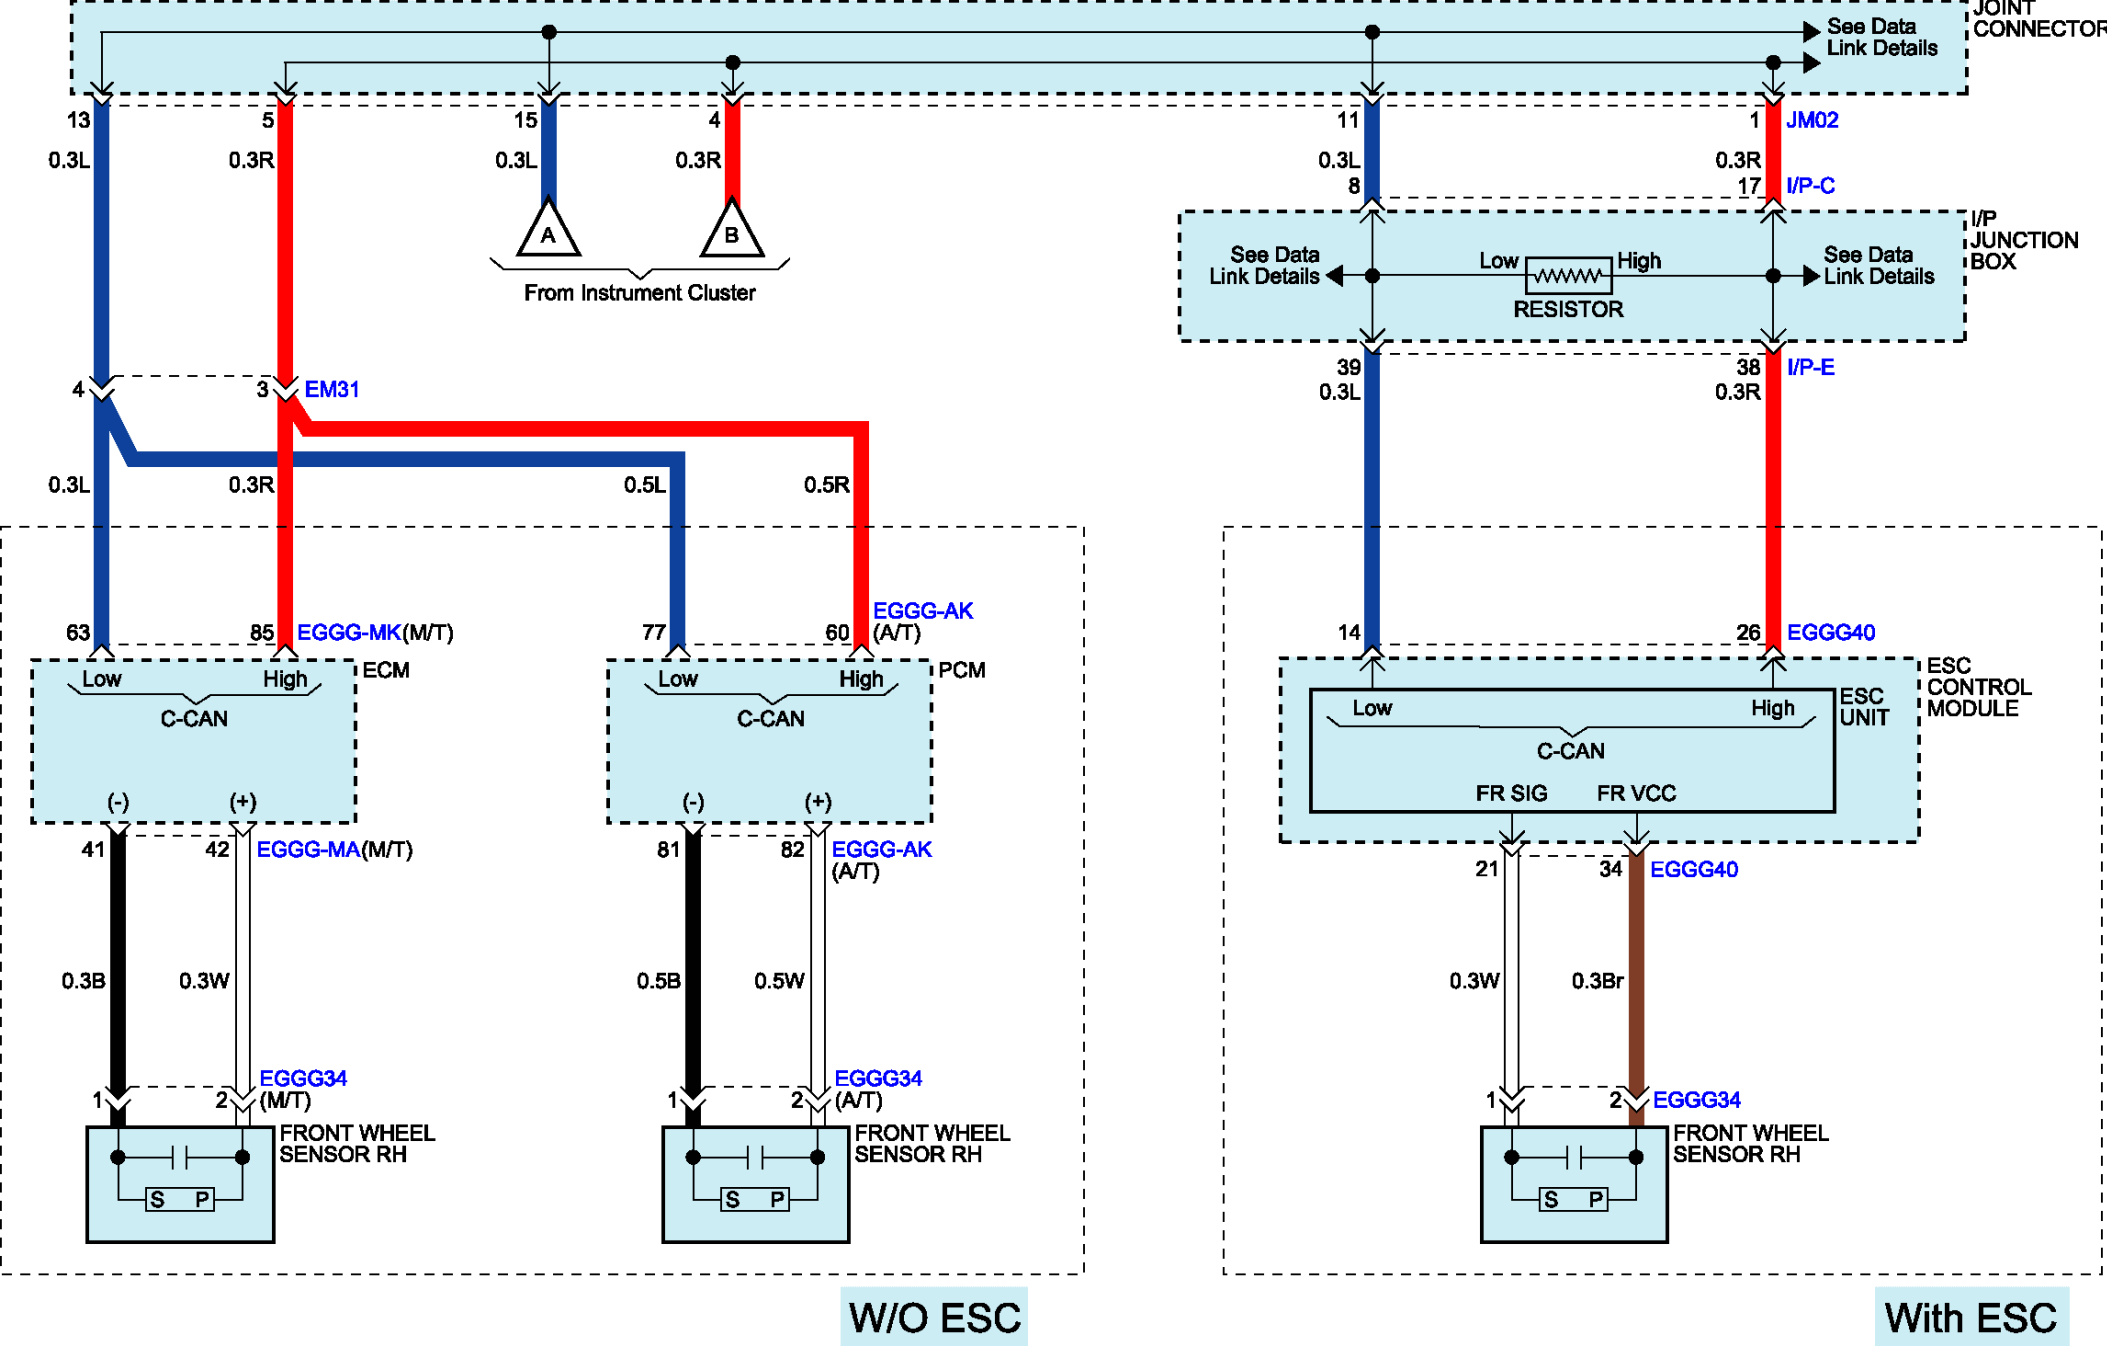 JOINT
CONNECTOR
See Data
Link Details
13
5
15
4
11
1
JM02
0.3L
0.3R
0.3L
0.3R
0.3L
0.3R
8
17
I/P-C
A
B
From Instrument Cluster
I/P
JUNCTION
BOX
See Data
Link Details
Low
High
RESISTOR
See Data
Link Details
39
38
I/P-E
0.3L
0.3R
4
3
EM31
0.3L
0.3R
0.5L
0.5R
63
85
EGGG-MK(M/T)
77
60
EGGG-AK
(A/T)
14
26
EGGG40
ECM
Low
High
C-CAN
(-)
(+)
PCM
Low
High
C-CAN
(-)
(+)
ESC
CONTROL
MODULE
ESC
UNIT
Low
High
C-CAN
FR SIG
FR VCC
41
42
EGGG-MA(M/T)
81
82
EGGG-AK
(A/T)
21
34
EGGG40
0.3B
0.3W
0.5B
0.5W
0.3W
0.3Br
1
2
EGGG34
(M/T)
1
2
EGGG34
(A/T)
1
2
EGGG34
FRONT WHEEL
SENSOR RH
S P
FRONT WHEEL
SENSOR RH
S P
FRONT WHEEL
SENSOR RH
S P
W/O ESC
With ESC